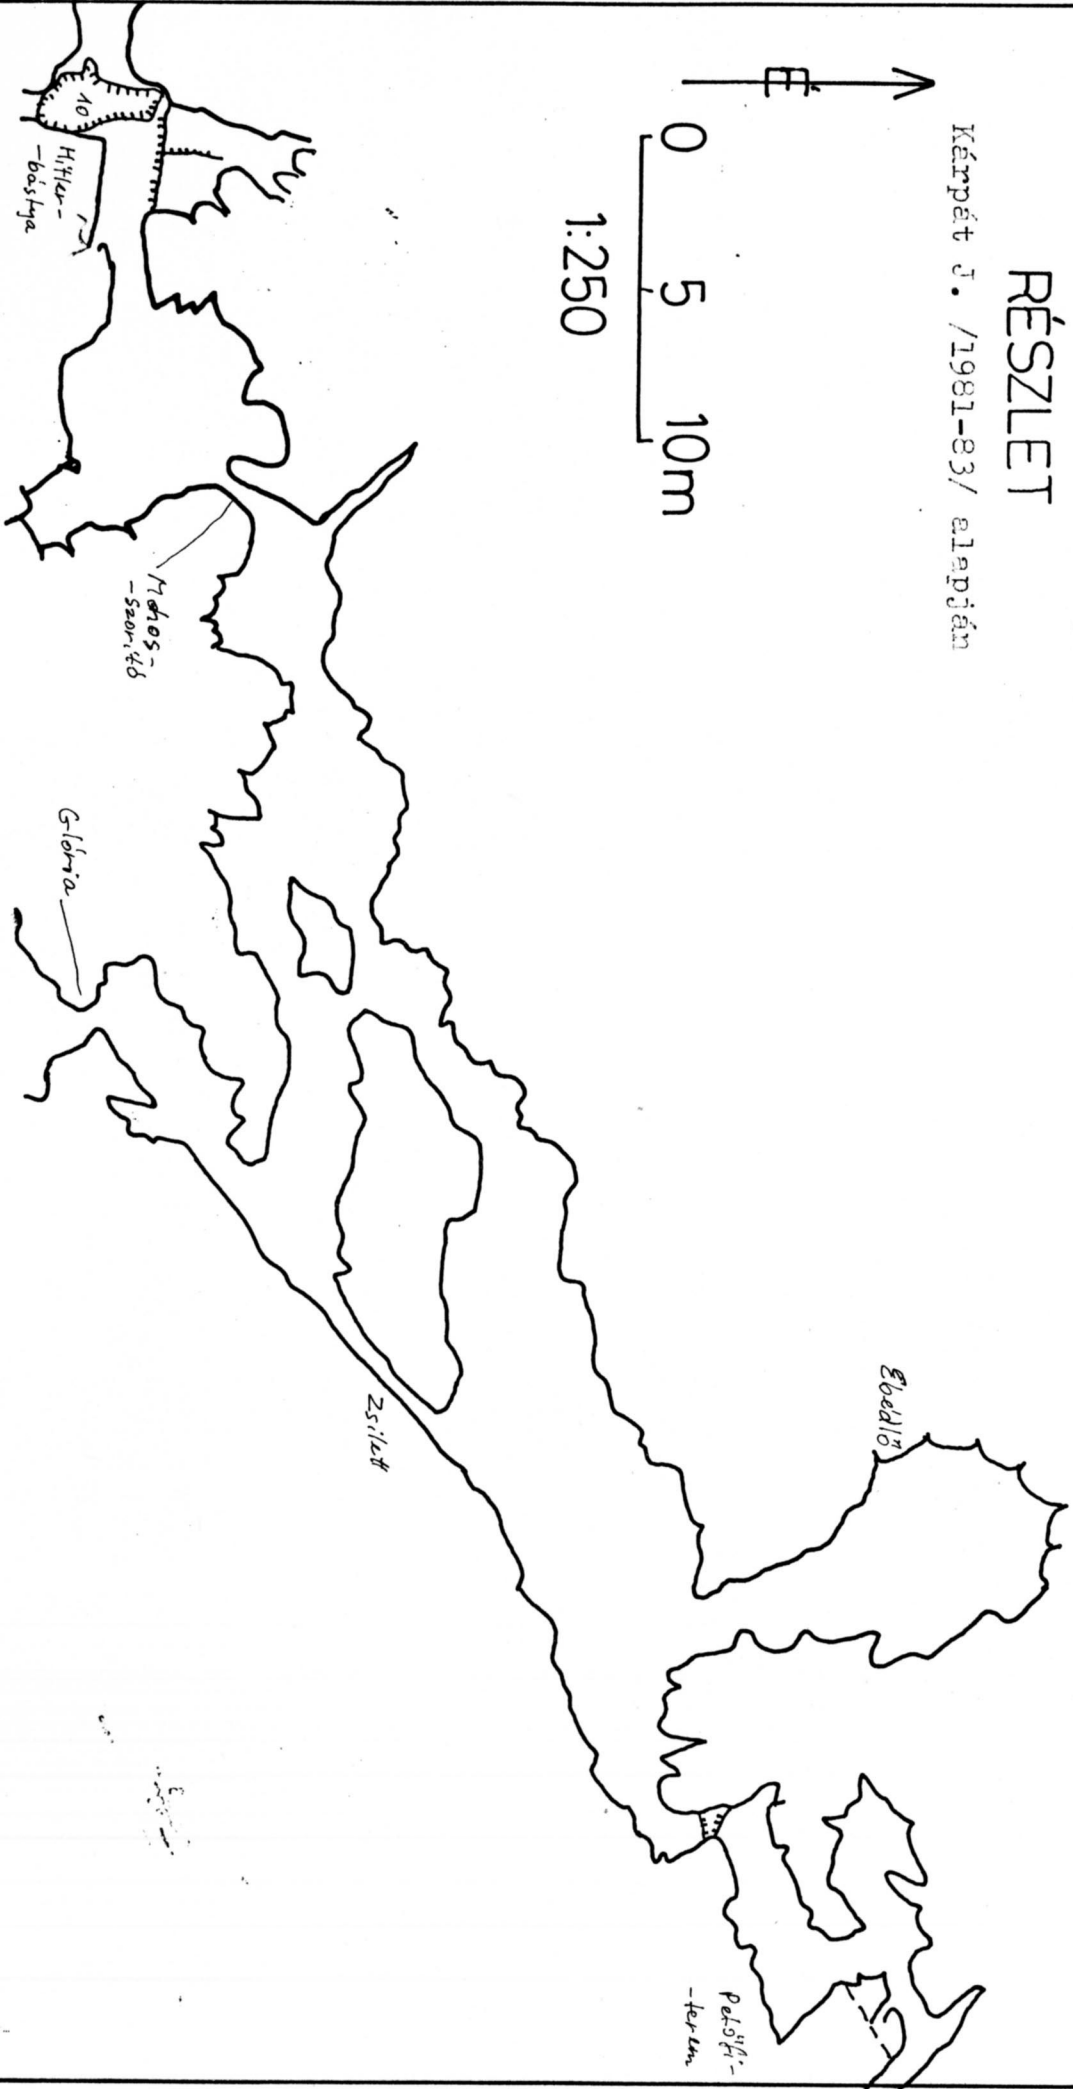 RÉSZLET
Kárpát J. /1981-83/ alapján
É
0 5 10m
1:250
10
Hitler-
-bástya
Mohos-
-szorító
Glória
Zsilett
Ebédlő
Petőfi-
-terem